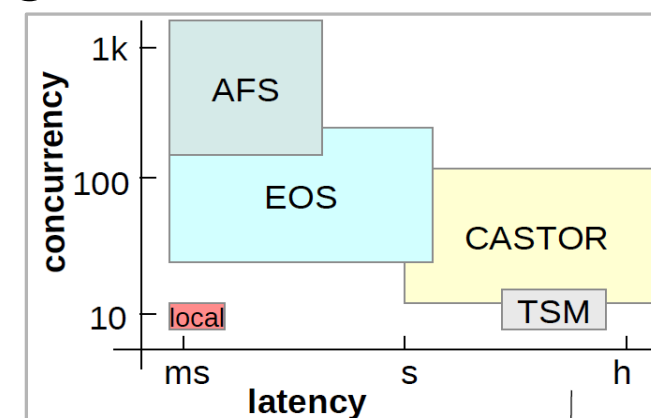 1k
AFS
concurrency
100
EOS
CASTOR
10
local
TSM
ms
s
h
latency